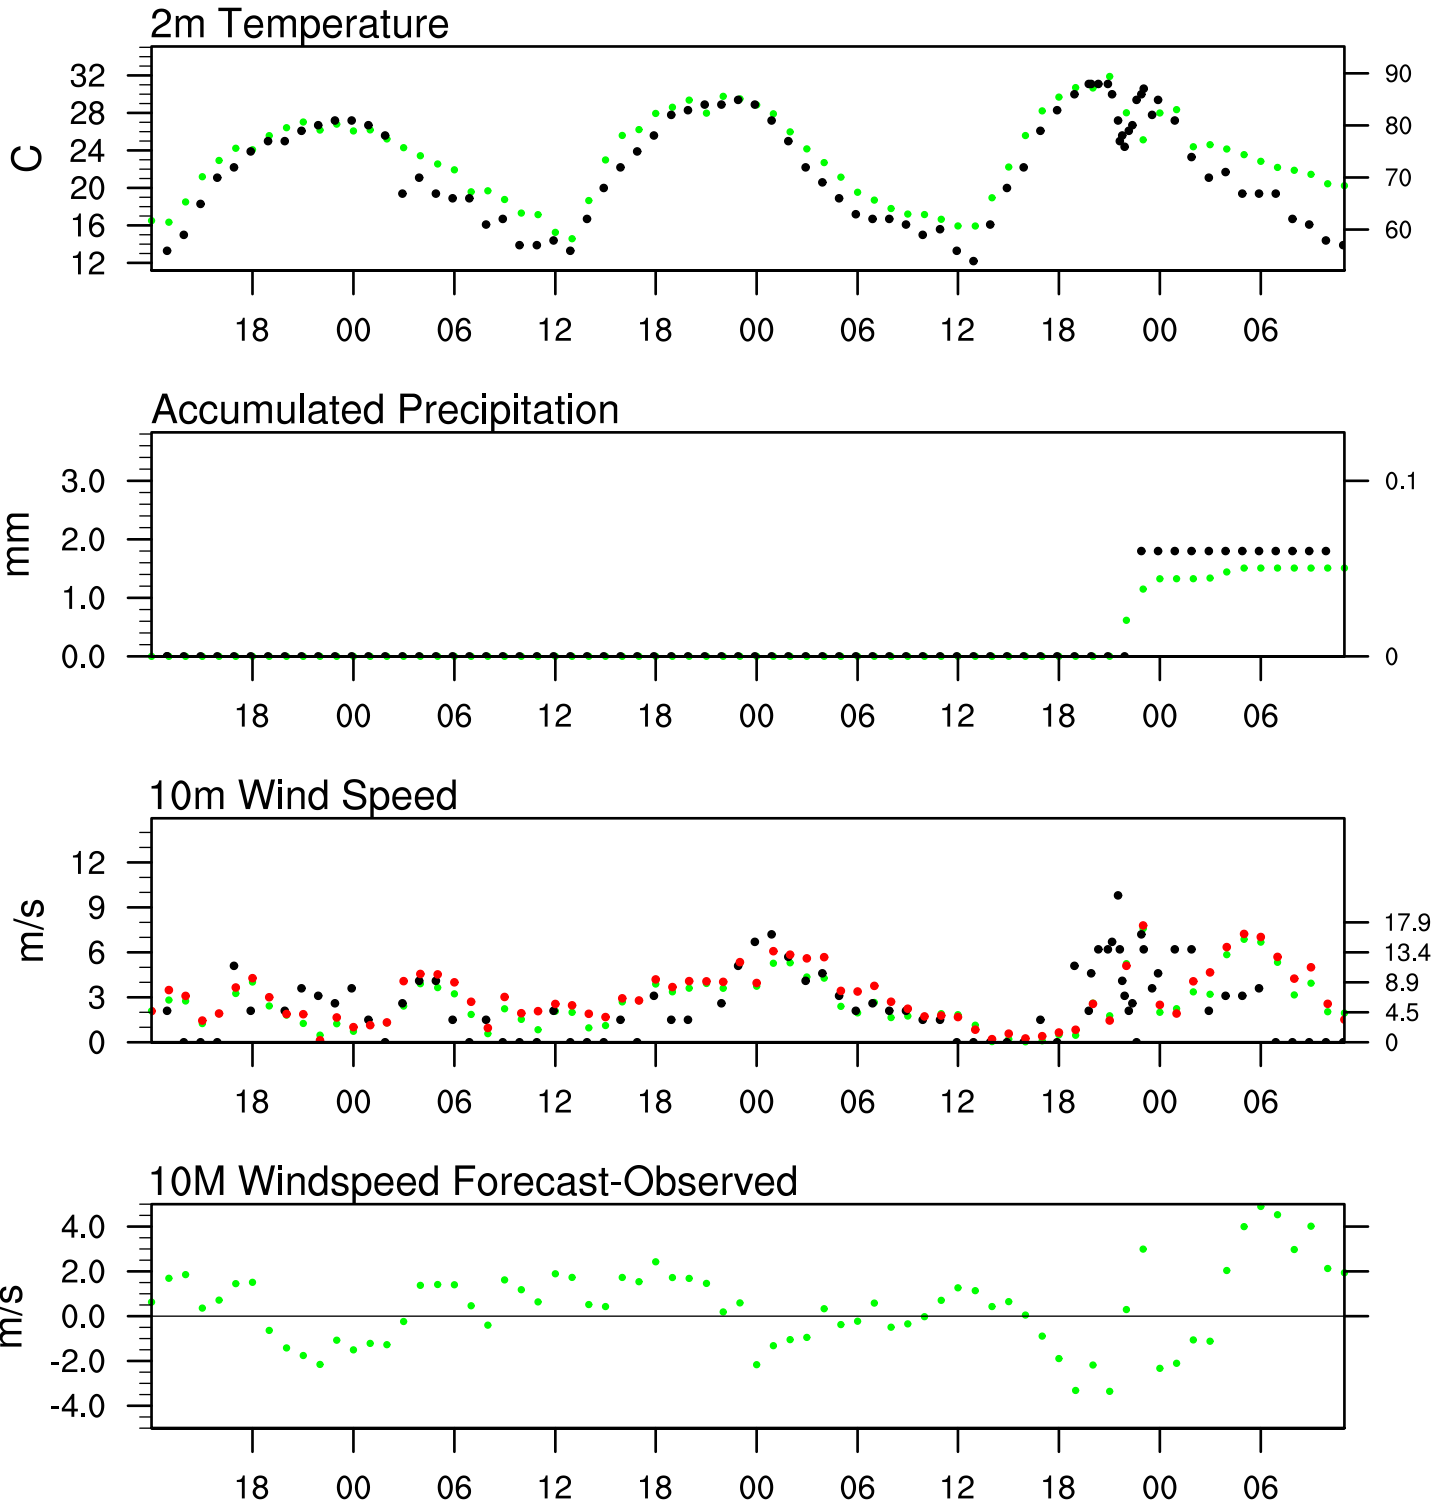 2m Temperature
32 90
28
80
24
C
20 70
16
60
12
18 00 06 12 18 00 06 12 18 00 06
Accumulated Precipitation
3.0 0.1
2.0
mm
1.0
0.0 0
18 00 06 12 18 00 06 12 18 00 06
10m Wind Speed
12
9
17.9
m/s
6 13.4
8.9
3
4.5
0 0
18 00 06 12 18 00 06 12 18 00 06
10M Windspeed Forecast-Observed
4.0
2.0
0.0
m/s
-2.0
-4.0
18 00 06 12 18 00 06 12 18 00 06